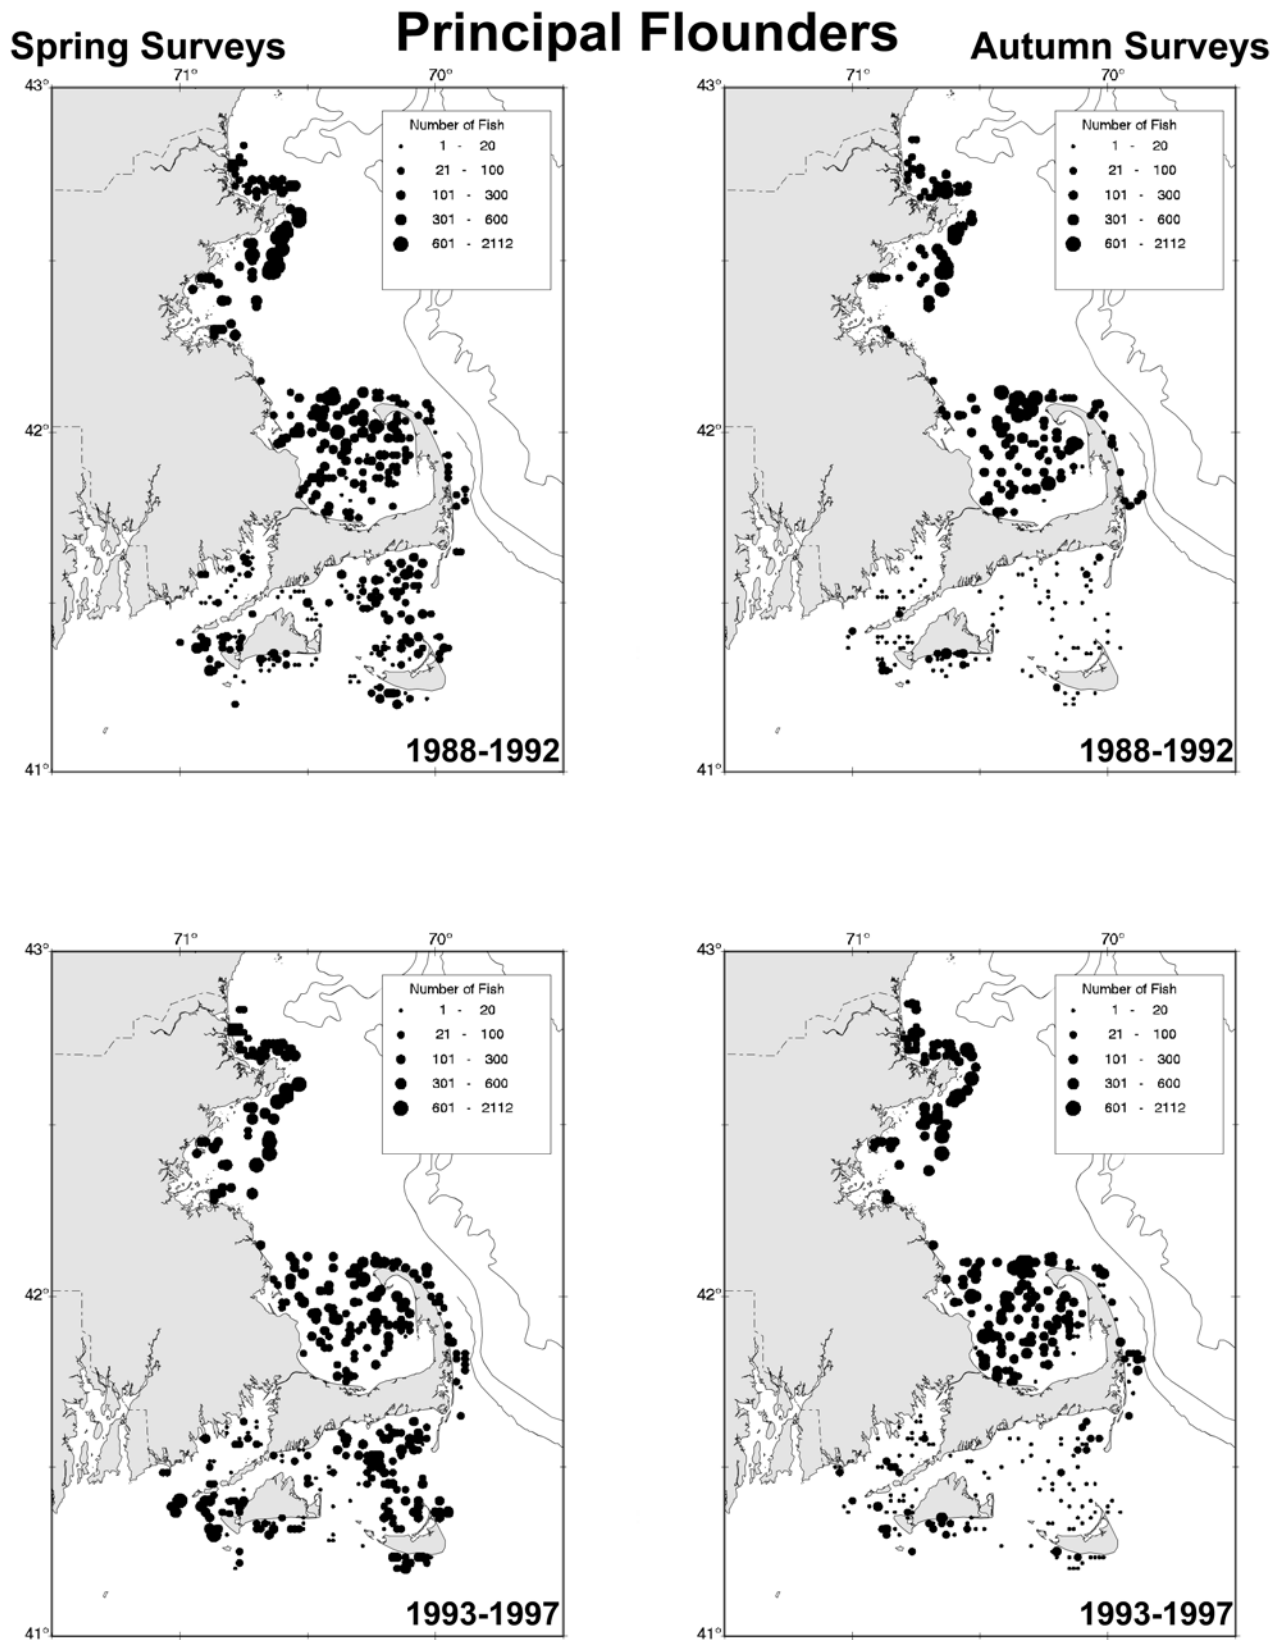 Principal Flounders
Spring Surveys
Autumn Surveys
71° 70°
43°
Number of Fish
1 - 20
21 - 100
101 - 300
301 - 600
601 - 2112
42°
1988-1992
41°
71° 70°
43°
Number of Fish
1 - 20
21 - 100
101 - 300
301 - 600
601 - 2112
42°
1988-1992
41°
71° 70°
43°
Number of Fish
1 - 20
21 - 100
101 - 300
301 - 600
601 - 2112
42°
1993-1997
41°
71° 70°
43°
Number of Fish
1 - 20
21 - 100
101 - 300
301 - 600
601 - 2112
42°
1993-1997
41°